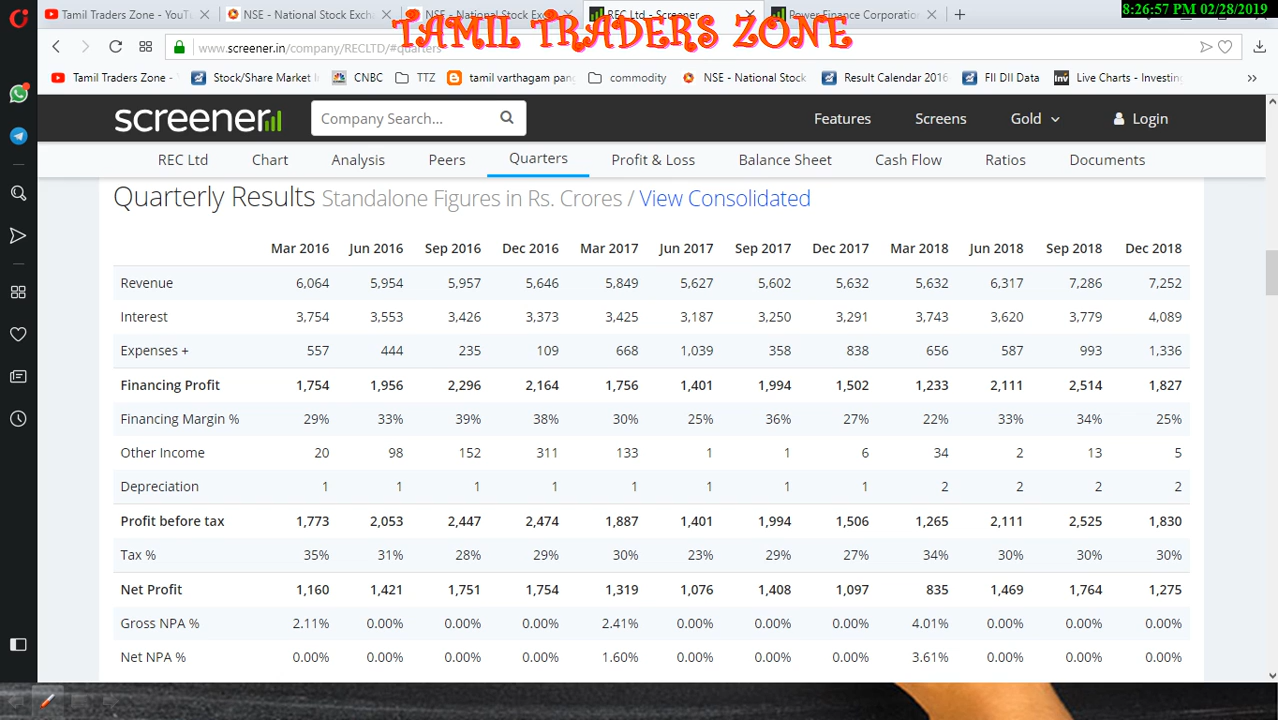 8:26:57 PM 02/28/2019
Tamil Traders Zone - YouT
NSE - National Stock Exch
NSE - National Stock Ex
REC Ltd - Screener
Power Finance Corporation
TAMIL TRADERS ZONE
www.screener.in/company/RECLTD/#quarters
Tamil Traders Zone - Stock/Share Market I CNBC TTZ tamil varthagam pang commodity NSE - National Stock Result Calendar 2016 FII DII Data Live Charts - Investin
screener Company Search... Features Screens Gold Login
REC Ltd Chart Analysis Peers Quarters Profit & Loss Balance Sheet Cash Flow Ratios Documents
Quarterly Results Standalone Figures in Rs. Crores / View Consolidated
Mar 2016 Jun 2016 Sep 2016 Dec 2016 Mar 2017 Jun 2017 Sep 2017 Dec 2017 Mar 2018 Jun 2018 Sep 2018 Dec 2018
Revenue 6,064 5,954 5,957 5,646 5,849 5,627 5,602 5,632 5,632 6,317 7,286 7,252
Interest 3,754 3,553 3,426 3,373 3,425 3,187 3,250 3,291 3,743 3,620 3,779 4,089
Expenses + 557 444 235 109 668 1,039 358 838 656 587 993 1,336
Financing Profit 1,754 1,956 2,296 2,164 1,756 1,401 1,994 1,502 1,233 2,111 2,514 1,827
Financing Margin % 29% 33% 39% 38% 30% 25% 36% 27% 22% 33% 34% 25%
Other Income 20 98 152 311 133 1 1 6 34 2 13 5
Depreciation 1 1 1 1 1 1 1 1 2 2 2 2
Profit before tax 1,773 2,053 2,447 2,474 1,887 1,401 1,994 1,506 1,265 2,111 2,525 1,830
Tax % 35% 31% 28% 29% 30% 23% 29% 27% 34% 30% 30% 30%
Net Profit 1,160 1,421 1,751 1,754 1,319 1,076 1,408 1,097 835 1,469 1,764 1,275
Gross NPA % 2.11% 0.00% 0.00% 0.00% 2.41% 0.00% 0.00% 0.00% 4.01% 0.00% 0.00% 0.00%
Net NPA % 0.00% 0.00% 0.00% 0.00% 1.60% 0.00% 0.00% 0.00% 3.61% 0.00% 0.00% 0.00%